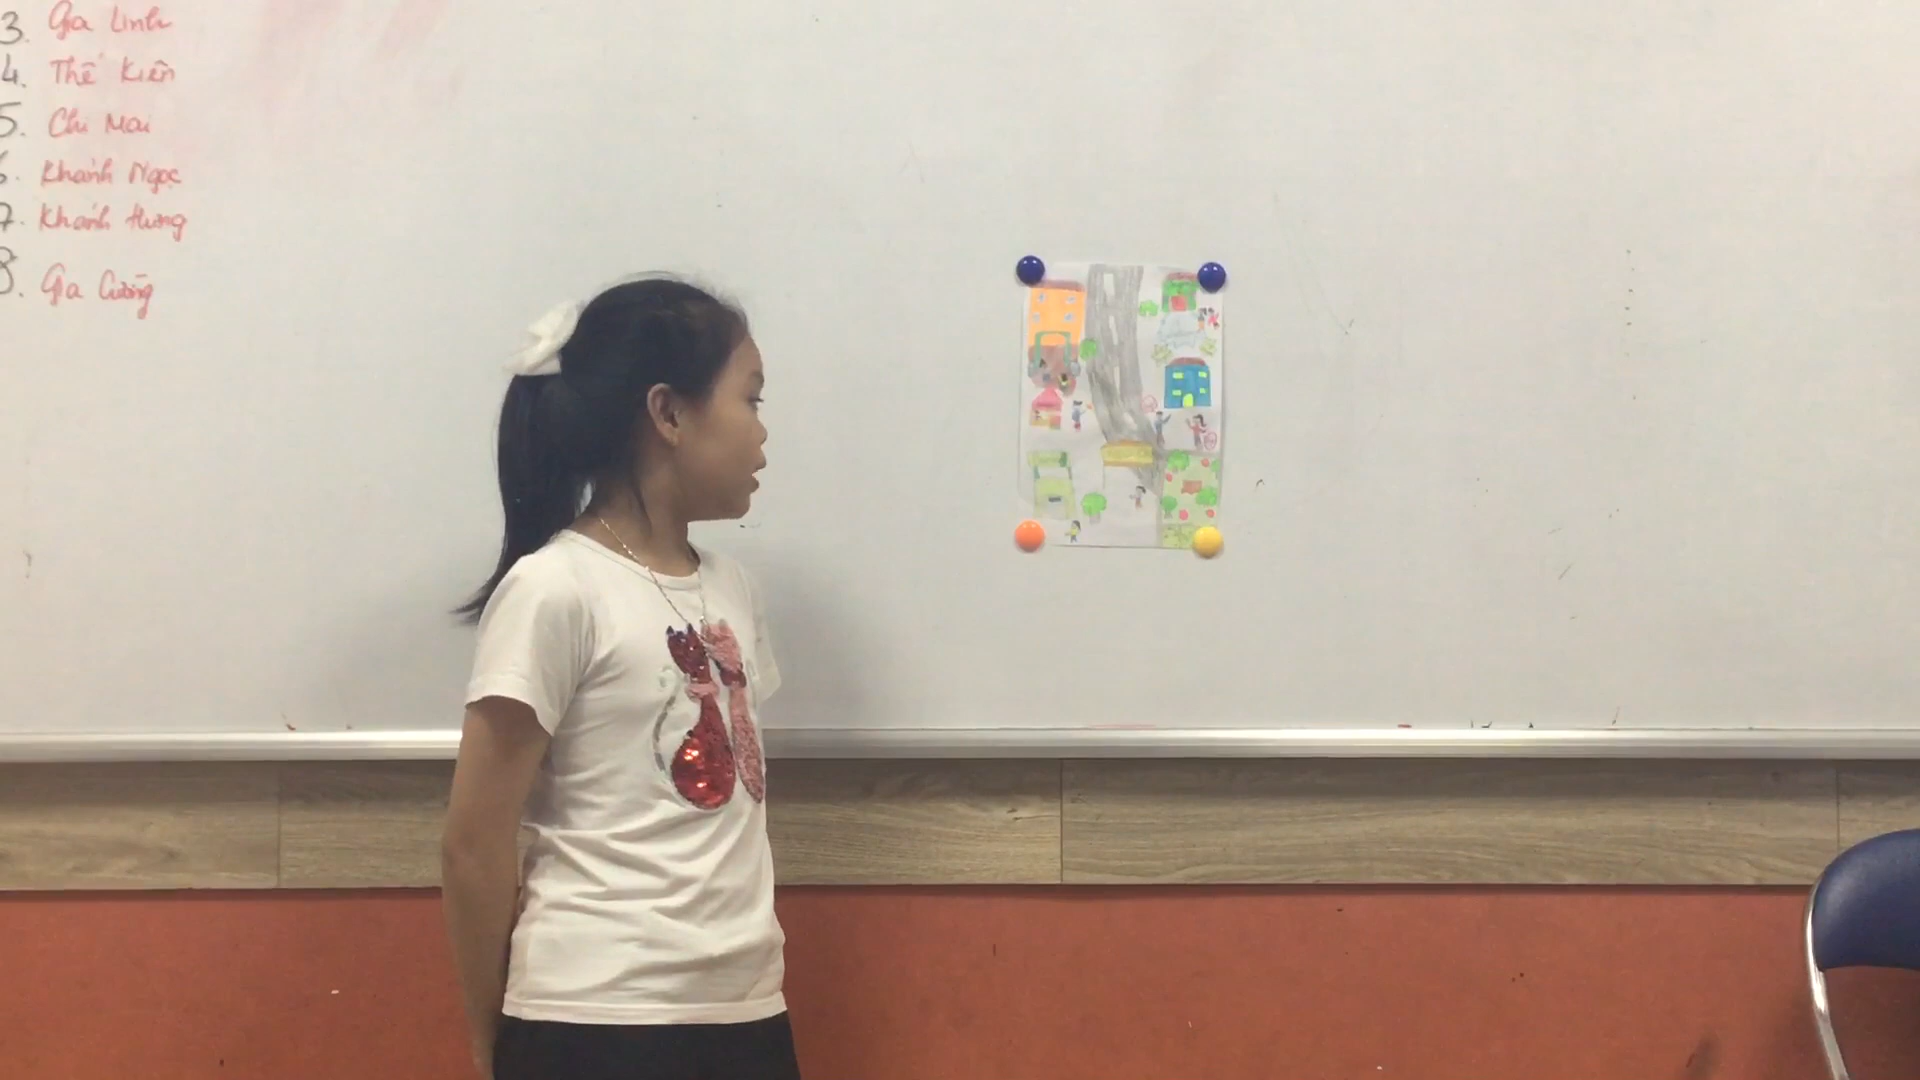 3. Gia Linh
4. Thế Kiên
5. Chi Mai
6. Khánh Ngọc
7. Khánh Hưng
8. Gia Cường